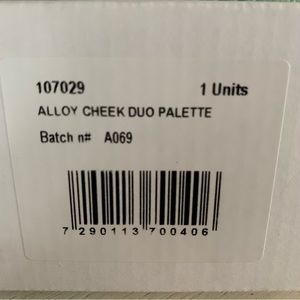 107029 1 Units
ALLOY CHEEK DUO PALETTE
Batch n# A069
7 290113 700406